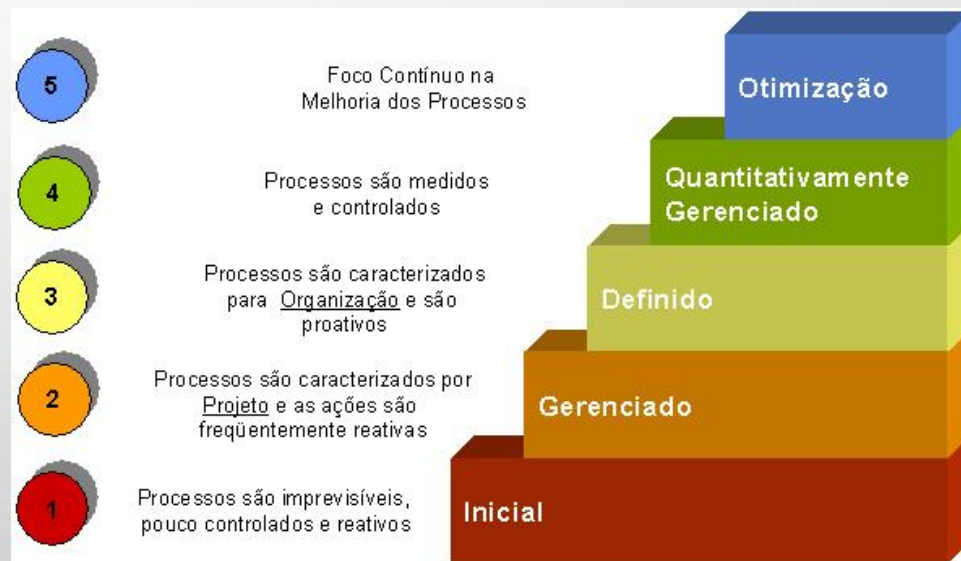 5
Foco Contínuo na
Melhoria dos Processos
Otimização
4
Processos são medidos
e controlados
Quantitativamente
Gerenciado
3
Processos são caracterizados
para Organização e são
proativos
Definido
2
Processos são caracterizados por
Projeto e as ações são
freqüentemente reativas
Gerenciado
1
Processos são imprevisíveis,
pouco controlados e reativos
Inicial